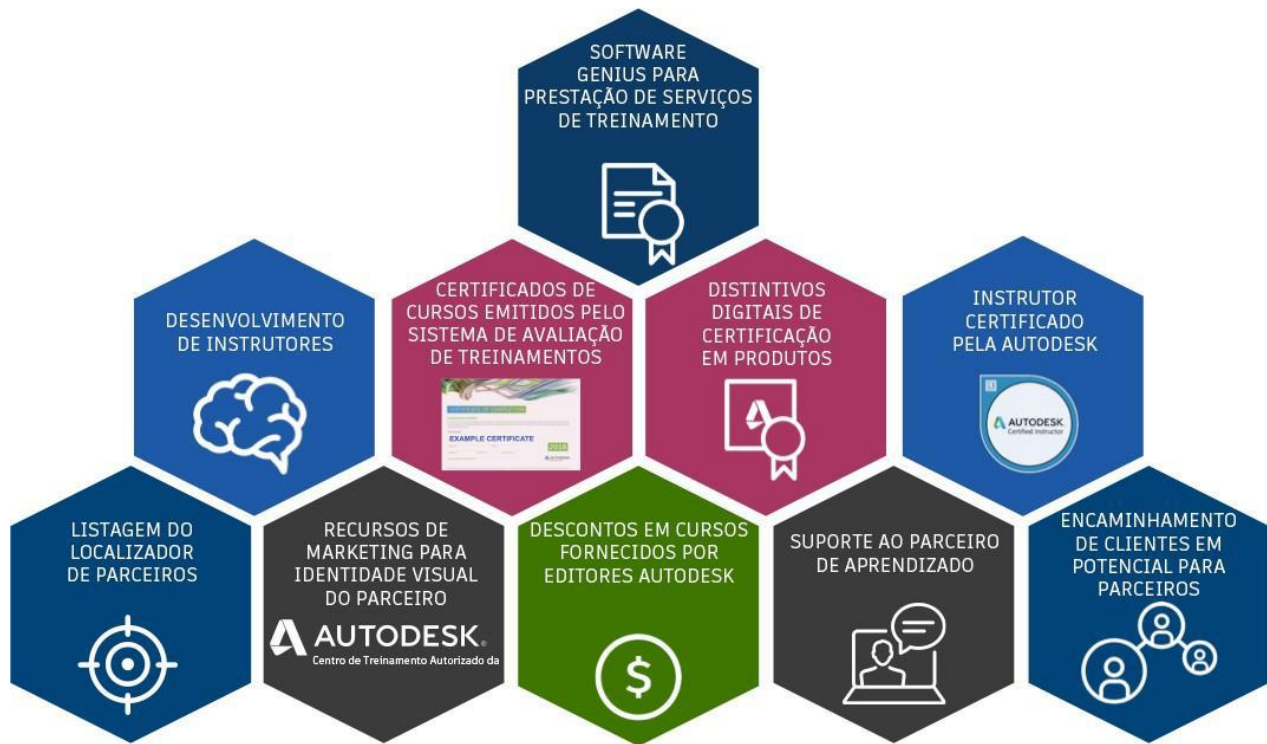 SOFTWARE
GENIUS PARA
PRESTAÇÃO DE SERVIÇOS
DE TREINAMENTO
DESENVOLVIMENTO
DE INSTRUTORES
CERTIFICADOS DE
CURSOS EMITIDOS PELO
SISTEMA DE AVALIAÇÃO
DE TREINAMENTOS
EXAMPLE CERTIFICATE
2018
AUTODESK
DISTINTIVOS
DIGITAIS DE
CERTIFICAÇÃO
EM PRODUTOS
INSTRUTOR
CERTIFICADO
PELA AUTODESK
AUTODESK
Certified Instructor
LISTAGEM DO
LOCALIZADOR
DE PARCEIROS
RECURSOS DE
MARKETING PARA
IDENTIDADE VISUAL
DO PARCEIRO
AUTODESK®
Centro de Treinamento Autorizado da
DESCONTOS EM CURSOS
FORNECIDOS POR
EDITORES AUTODESK
$
SUPORTE AO PARCEIRO
DE APRENDIZADO
ENCAMINHAMENTO
DE CLIENTES EM
POTENCIAL PARA
PARCEIROS